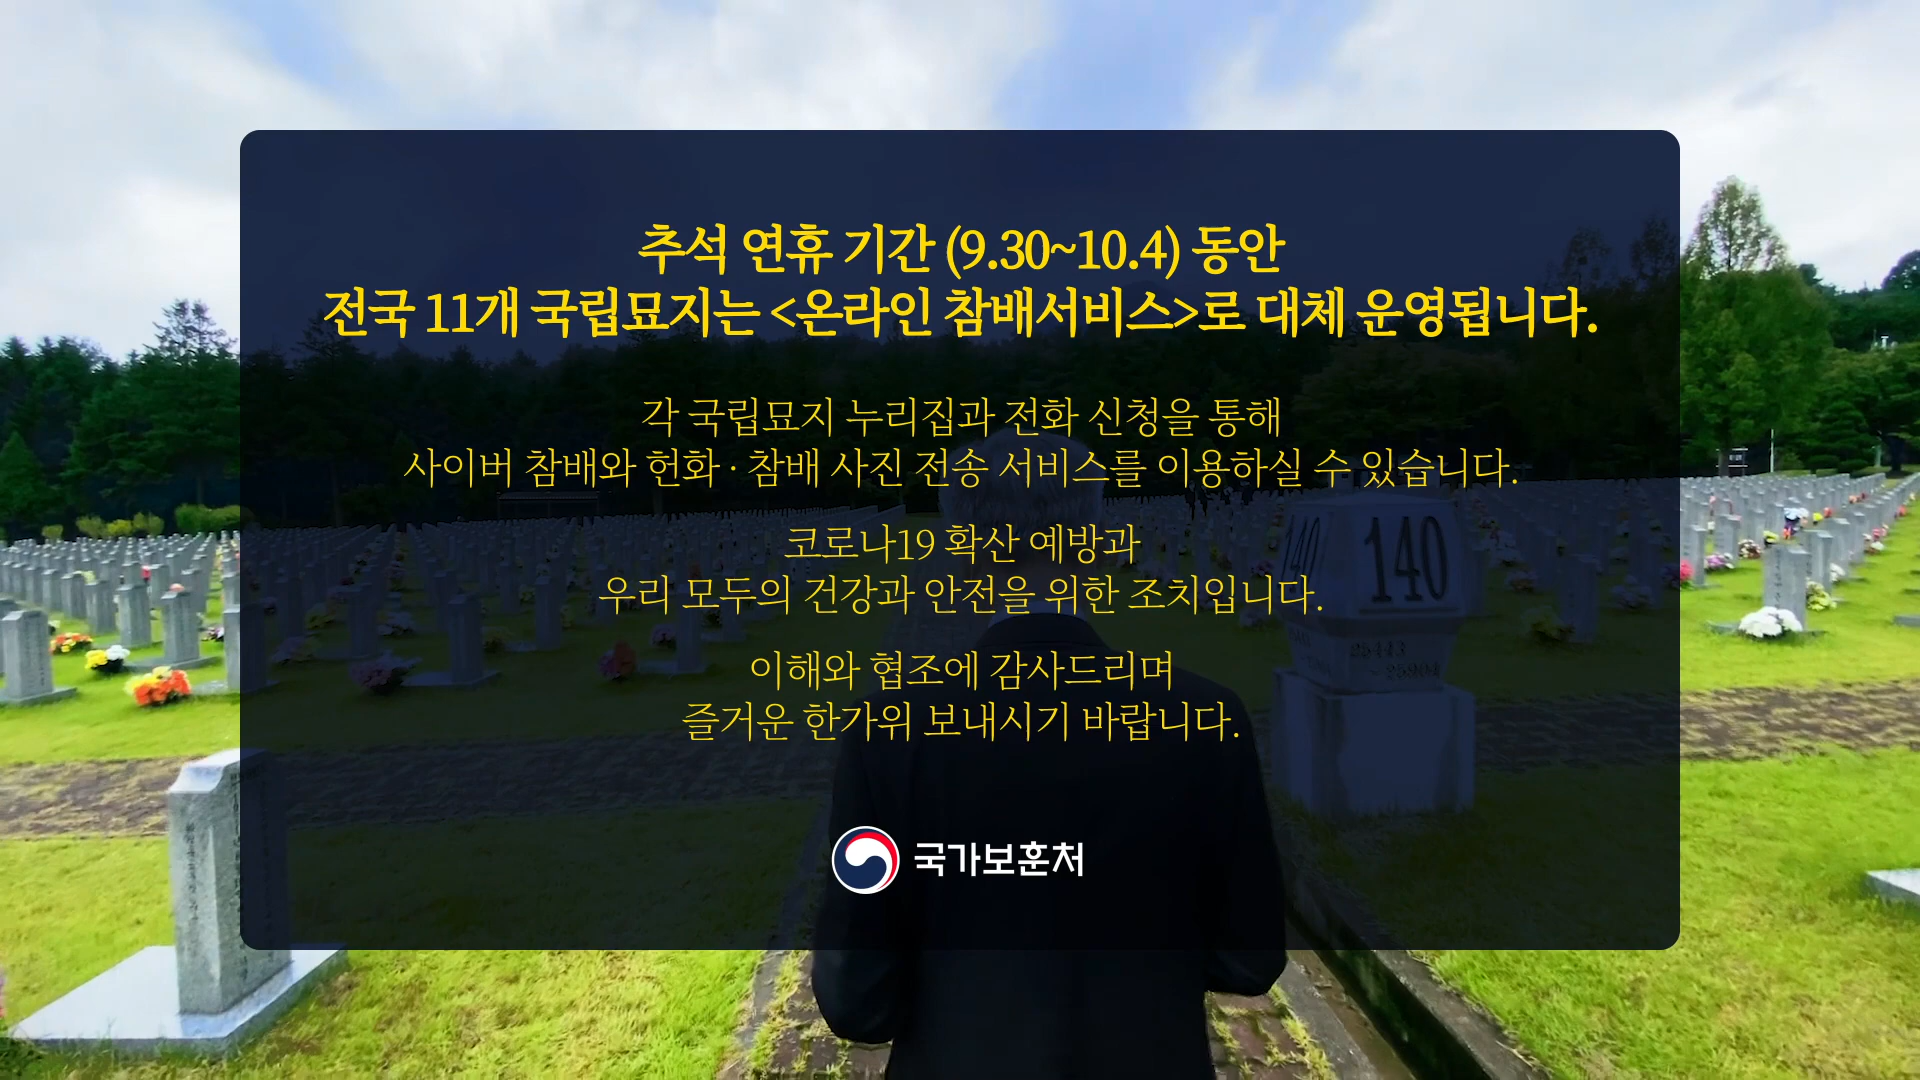 추석 연휴 기간 (9.30~10.4) 동안
전국 11개 국립묘지는 <온라인 참배서비스>로 대체 운영됩니다.
각 국립묘지 누리집과 전화 신청을 통해
사이버 참배와 헌화 · 참배 사진 전송 서비스를 이용하실 수 있습니다.
코로나19 확산 예방과
우리 모두의 건강과 안전을 위한 조치입니다.
이해와 협조에 감사드리며
즐거운 한가위 보내시기 바랍니다.
국가보훈처
140
140
25443